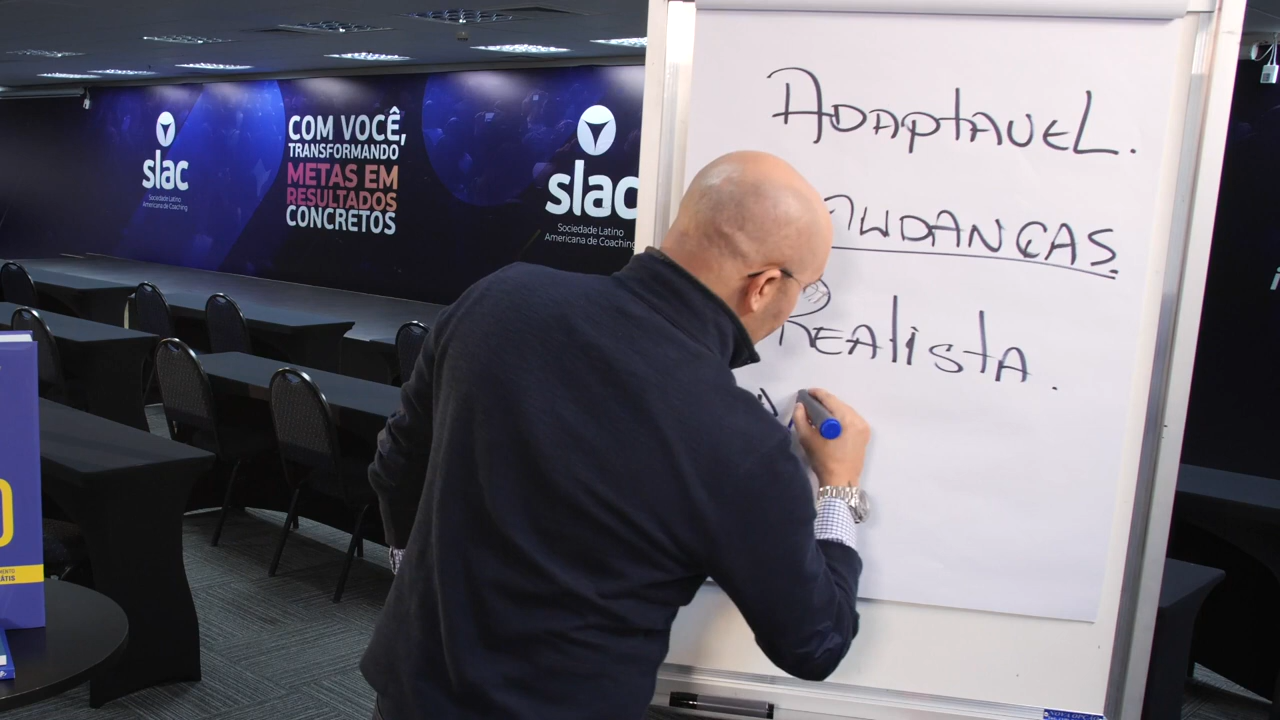 slac
Sociedade Latino
Americana de Coaching
COM VOCÊ,
TRANSFORMANDO
METAS EM
RESULTADOS
CONCRETOS
slac
Sociedade Latino
Americana de Coaching
ADAptAVEL.
MUDANÇAS.
REAlistA.